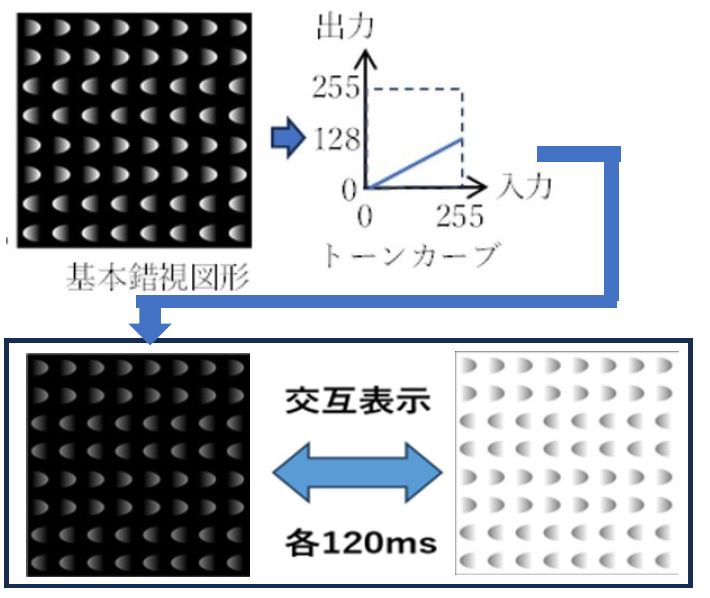 出力
255
128
0
入力
0
255
トーンカーブ
基本錯視図形
交互表示
各120ms